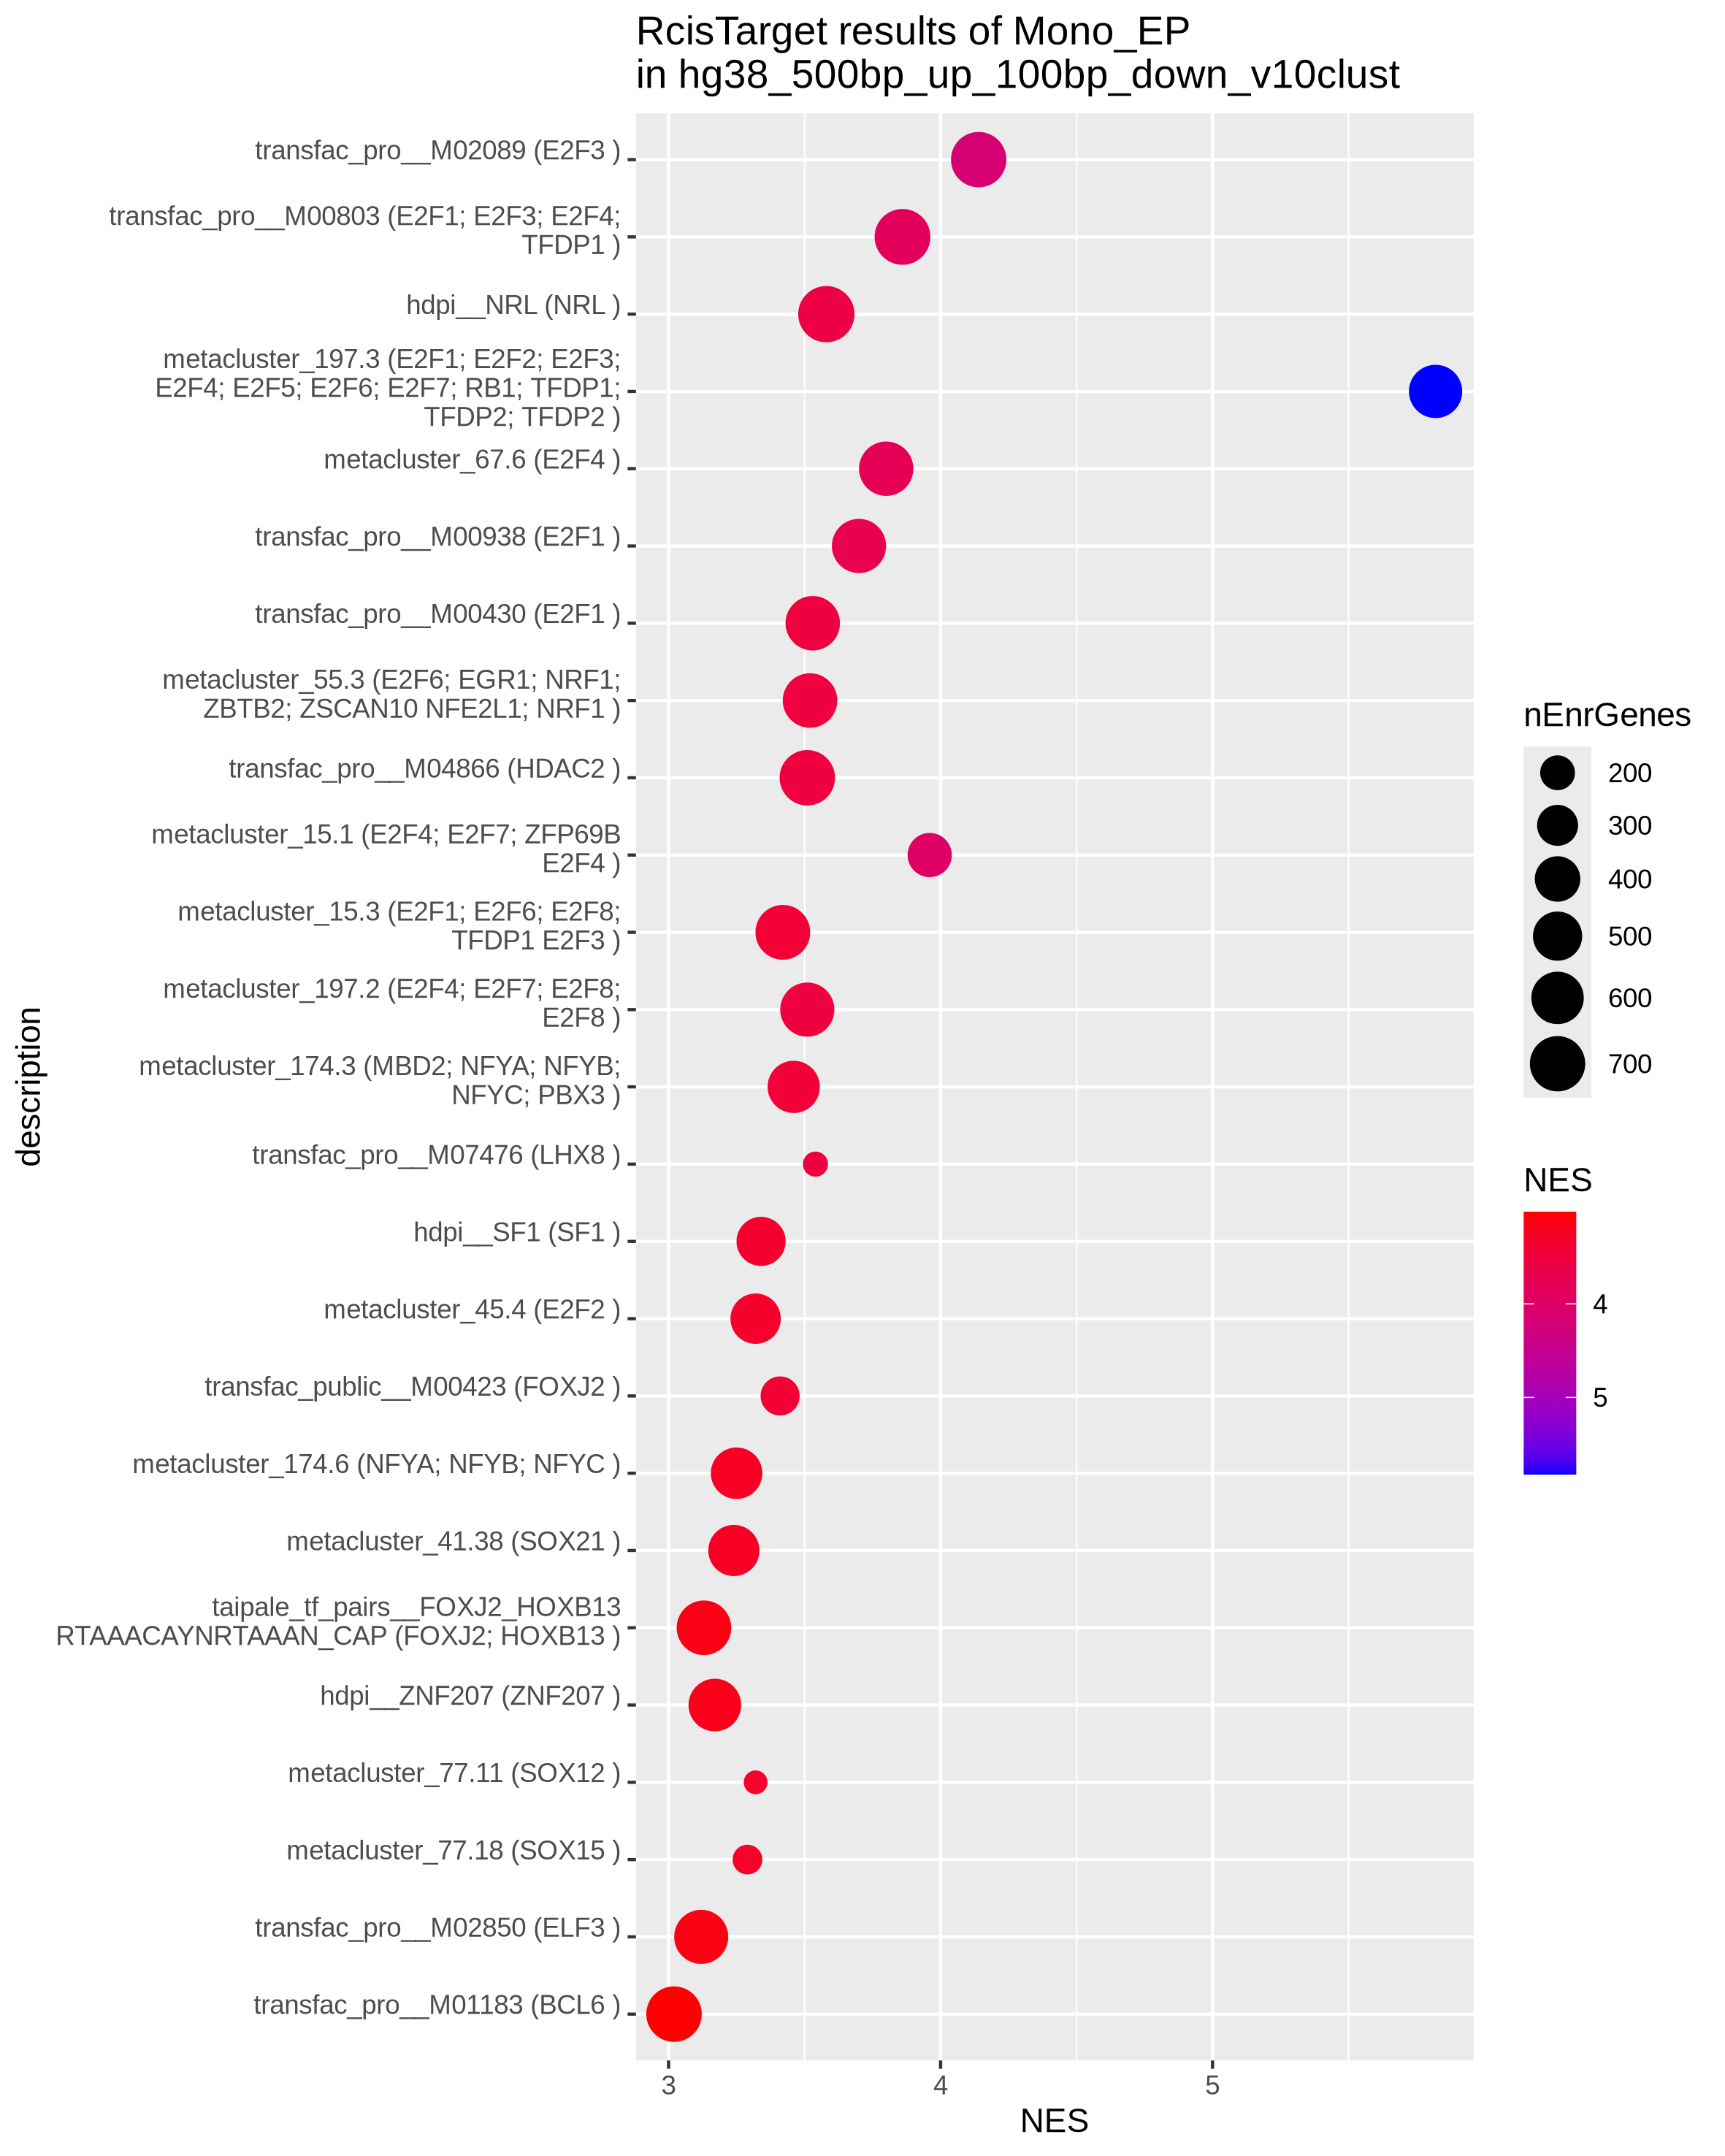 RcisTarget results of Mono_EP
in hg38_500bp_up_100bp_down_v10clust
description
transfac_pro__M02089 (E2F3 )
transfac_pro__M00803 (E2F1; E2F3; E2F4;
TFDP1 )
hdpi__NRL (NRL )
metacluster_197.3 (E2F1; E2F2; E2F3;
E2F4; E2F5; E2F6; E2F7; RB1; TFDP1;
TFDP2; TFDP2 )
metacluster_67.6 (E2F4 )
transfac_pro__M00938 (E2F1 )
transfac_pro__M00430 (E2F1 )
metacluster_55.3 (E2F6; EGR1; NRF1;
ZBTB2; ZSCAN10 NFE2L1; NRF1 )
transfac_pro__M04866 (HDAC2 )
metacluster_15.1 (E2F4; E2F7; ZFP69B
E2F4 )
metacluster_15.3 (E2F1; E2F6; E2F8;
TFDP1 E2F3 )
metacluster_197.2 (E2F4; E2F7; E2F8;
E2F8 )
metacluster_174.3 (MBD2; NFYA; NFYB;
NFYC; PBX3 )
transfac_pro__M07476 (LHX8 )
hdpi__SF1 (SF1 )
metacluster_45.4 (E2F2 )
transfac_public__M00423 (FOXJ2 )
metacluster_174.6 (NFYA; NFYB; NFYC )
metacluster_41.38 (SOX21 )
taipale_tf_pairs__FOXJ2_HOXB13
RTAAACAYNRTAAAN_CAP (FOXJ2; HOXB13 )
hdpi__ZNF207 (ZNF207 )
metacluster_77.11 (SOX12 )
metacluster_77.18 (SOX15 )
transfac_pro__M02850 (ELF3 )
transfac_pro__M01183 (BCL6 )
3
4
5
NES
nEnrGenes
200
300
400
500
600
700
NES
4
5